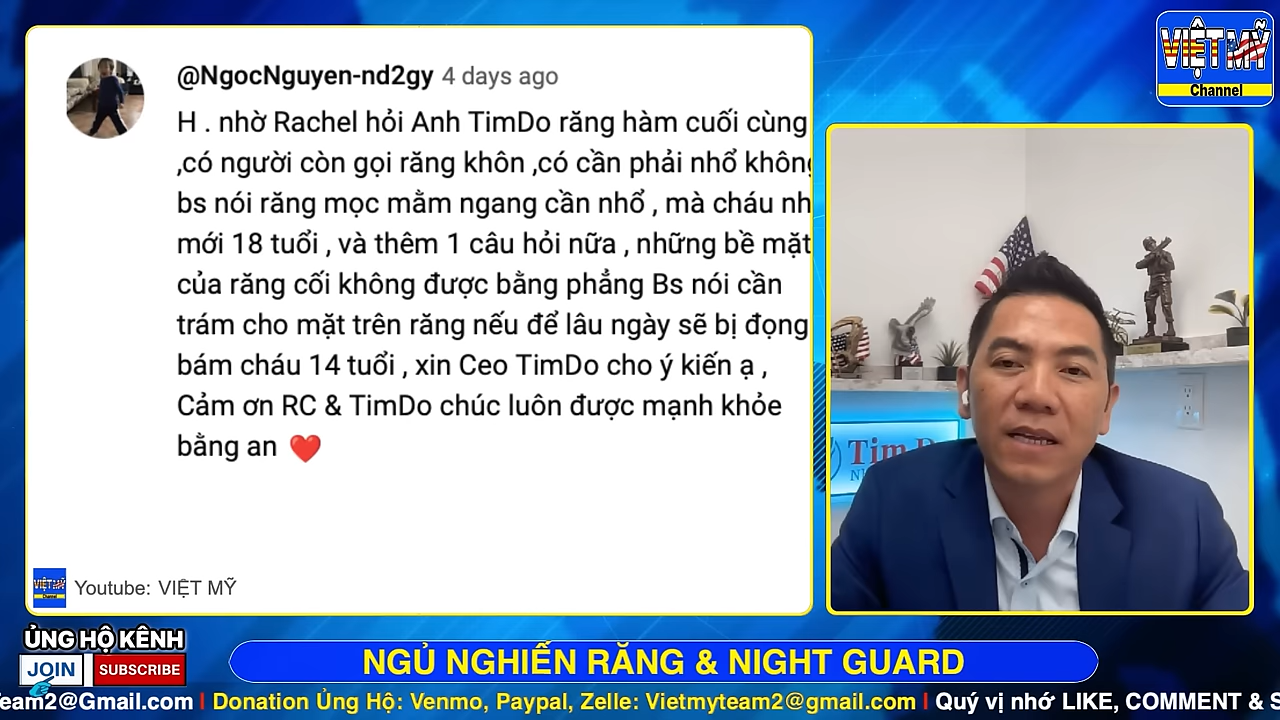 VIỆT MỸ
Channel
@NgocNguyen-nd2gy 4 days ago
H . nhờ Rachel hỏi Anh TimDo răng hàm cuối cùng
,có người còn gọi răng khôn ,có cần phải nhổ không
bs nói răng mọc mằm ngang cần nhổ , mà cháu nh
mới 18 tuổi , và thêm 1 câu hỏi nữa , những bề mặt
của răng cối không được bằng phẳng Bs nói cần
trám cho mặt trên răng nếu để lâu ngày sẽ bị đọng
bám cháu 14 tuổi , xin Ceo TimDo cho ý kiến ạ ,
Cảm ơn RC & TimDo chúc luôn được mạnh khỏe
bằng an ❤️
Tim D
VIỆT MỸ
Youtube: VIỆT MỸ
ỦNG HỘ KÊNH
JOIN
SUBSCRIBE
NGỦ NGHIẾN RĂNG & NIGHT GUARD
Team2@Gmail.com | Donation Ủng Hộ: Venmo, Paypal, Zelle: Vietmyteam2@gmail.com | Quý vị nhớ LIKE, COMMENT & S